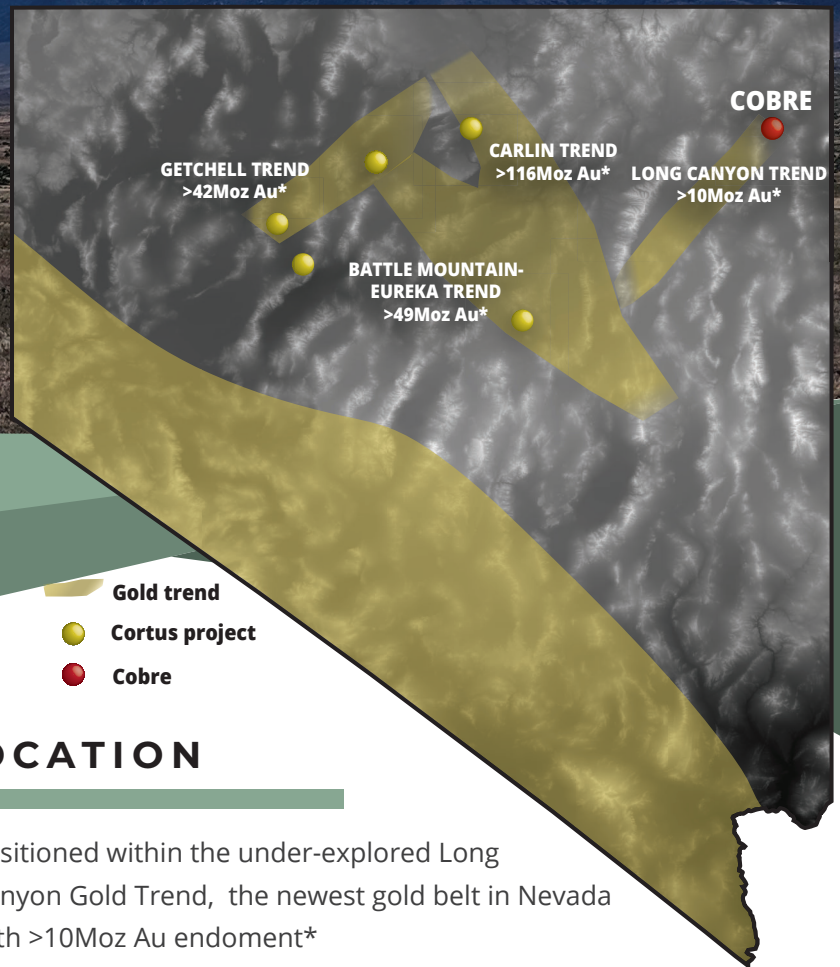 COBRE
CARLIN TREND
>116Moz Au*
GETCHELL TREND
>42Moz Au*
LONG CANYON TREND
>10Moz Au*
BATTLE MOUNTAIN-
EUREKA TREND
>49Moz Au*
Gold trend
Cortus project
Cobre
OCATION
sitioned within the under-explored Long
nyon Gold Trend, the newest gold belt in Nevada
th >10Moz Au endoment*